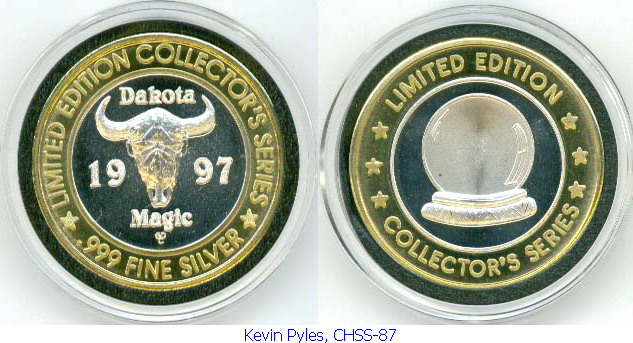 LIMITED EDITION COLLECTOR'S SERIES
Dakota
19 97
Magic
.999 FINE SILVER
LIMITED EDITION
COLLECTOR'S SERIES
Kevin Pyles, CHSS-87